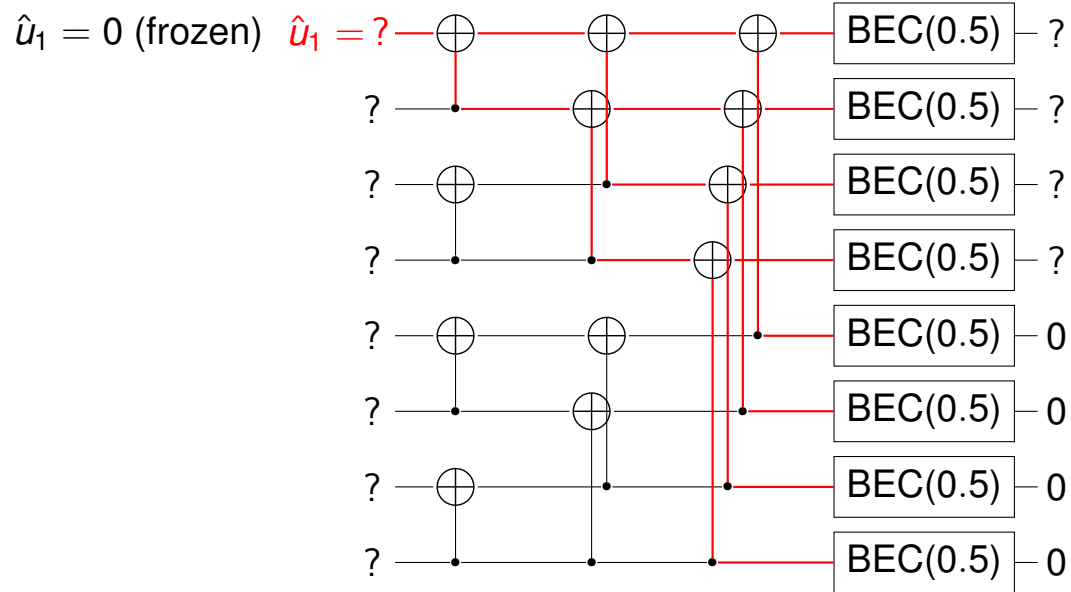 û₁ = 0 (frozen) û₁ = ? BEC(0.5) ?
? BEC(0.5) ?
? BEC(0.5) ?
? BEC(0.5) ?
? BEC(0.5) 0
? BEC(0.5) 0
? BEC(0.5) 0
? BEC(0.5) 0